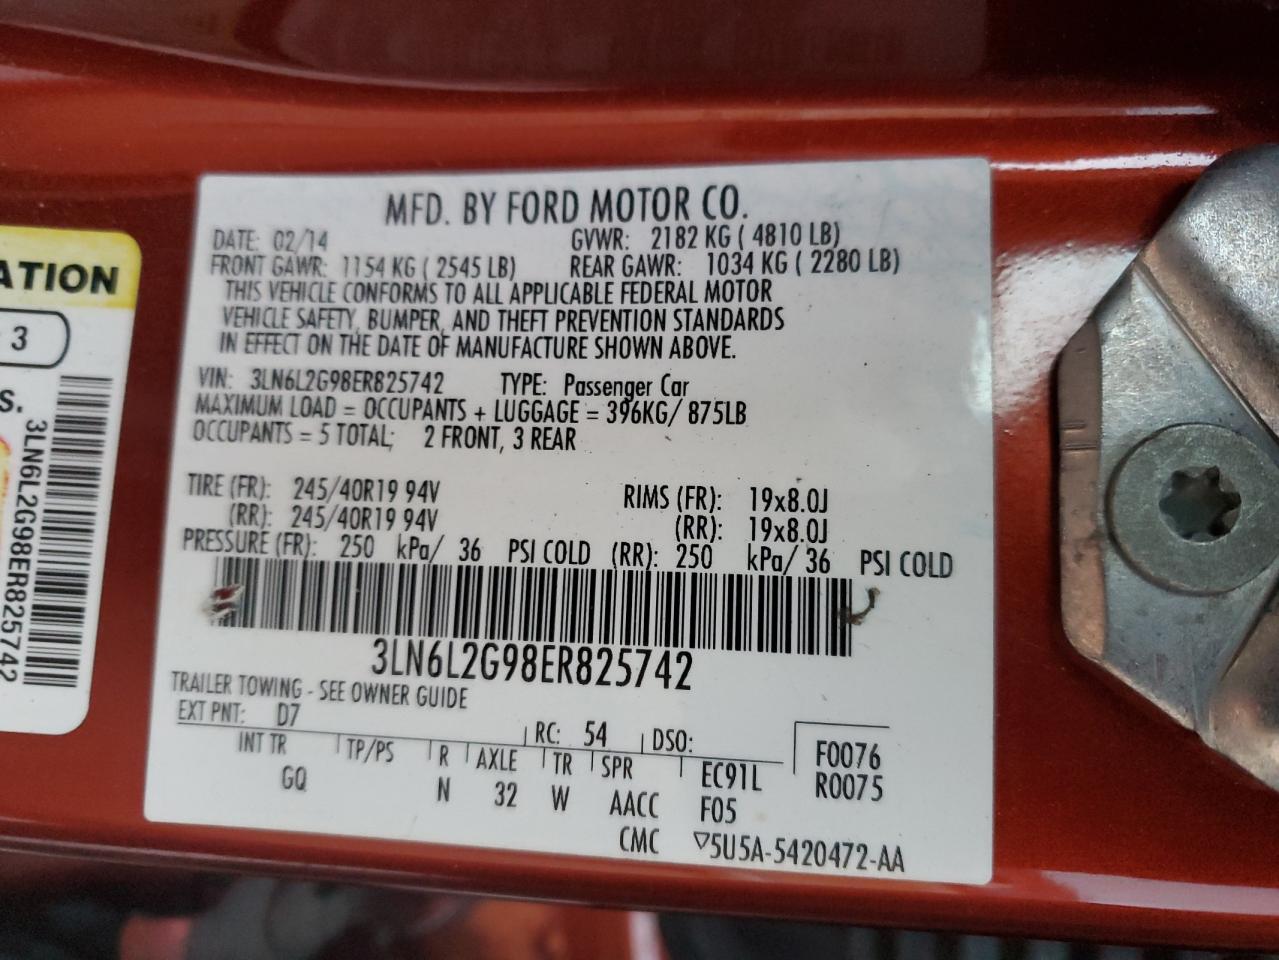 MFD. BY FORD MOTOR CO.
DATE: 02/14 GVWR: 2182 KG ( 4810 LB)
FRONT GAWR: 1154 KG ( 2545 LB) REAR GAWR: 1034 KG ( 2280 LB)
THIS VEHICLE CONFORMS TO ALL APPLICABLE FEDERAL MOTOR
VEHICLE SAFETY, BUMPER, AND THEFT PREVENTION STANDARDS
IN EFFECT ON THE DATE OF MANUFACTURE SHOWN ABOVE.
VIN: 3LN6L2G98ER825742 TYPE: Passenger Car
MAXIMUM LOAD = OCCUPANTS + LUGGAGE = 396KG/ 875LB
OCCUPANTS = 5 TOTAL; 2 FRONT, 3 REAR
TIRE (FR): 245/40R19 94V RIMS (FR): 19x8.0J
(RR): 245/40R19 94V (RR): 19x8.0J
PRESSURE (FR): 250 kPa/ 36 PSI COLD (RR): 250 kPa/ 36 PSI COLD
3LN6L2G98ER825742
TRAILER TOWING - SEE OWNER GUIDE
EXT PNT: D7 RC: 54 DSO: F0076
INT TR TP/PS R AXLE TR SPR EC91L R0075
GQ N 32 W AACC F05
CMC ▽5U5A-5420472-AA
ATION
3
S.
3LN6L2G98ER825742